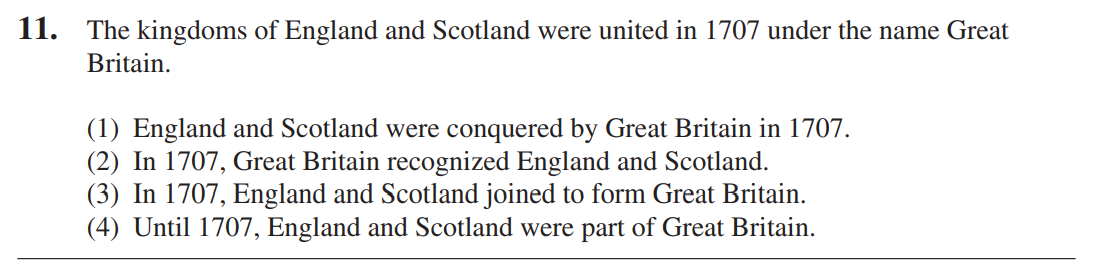 11. The kingdoms of England and Scotland were united in 1707 under the name Great
Britain.
(1) England and Scotland were conquered by Great Britain in 1707.
(2) In 1707, Great Britain recognized England and Scotland.
(3) In 1707, England and Scotland joined to form Great Britain.
(4) Until 1707, England and Scotland were part of Great Britain.